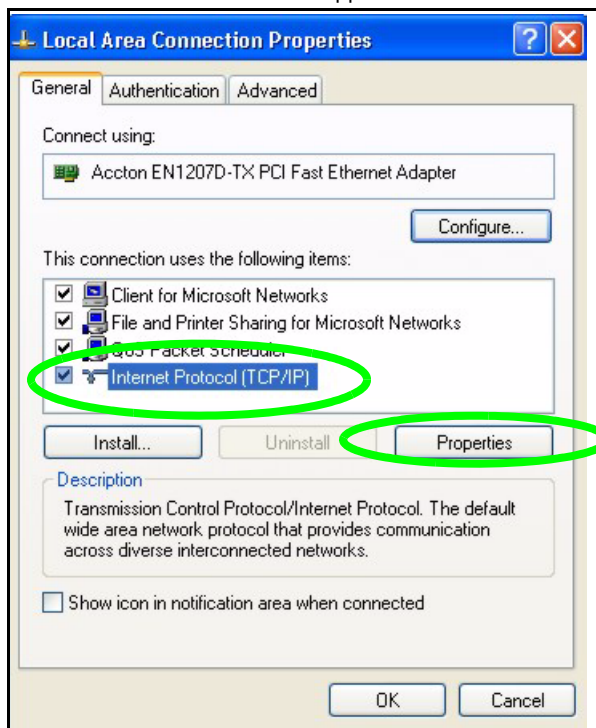 Local Area Connection Properties
General Authentication Advanced
Connect using:
Accton EN1207D-TX PCI Fast Ethernet Adapter
Configure...
This connection uses the following items:
Client for Microsoft Networks
File and Printer Sharing for Microsoft Networks
QoS Packet Scheduler
Internet Protocol (TCP/IP)
Install... Uninstall Properties
Description
Transmission Control Protocol/Internet Protocol. The default
wide area network protocol that provides communication
across diverse interconnected networks.
Show icon in notification area when connected
OK Cancel